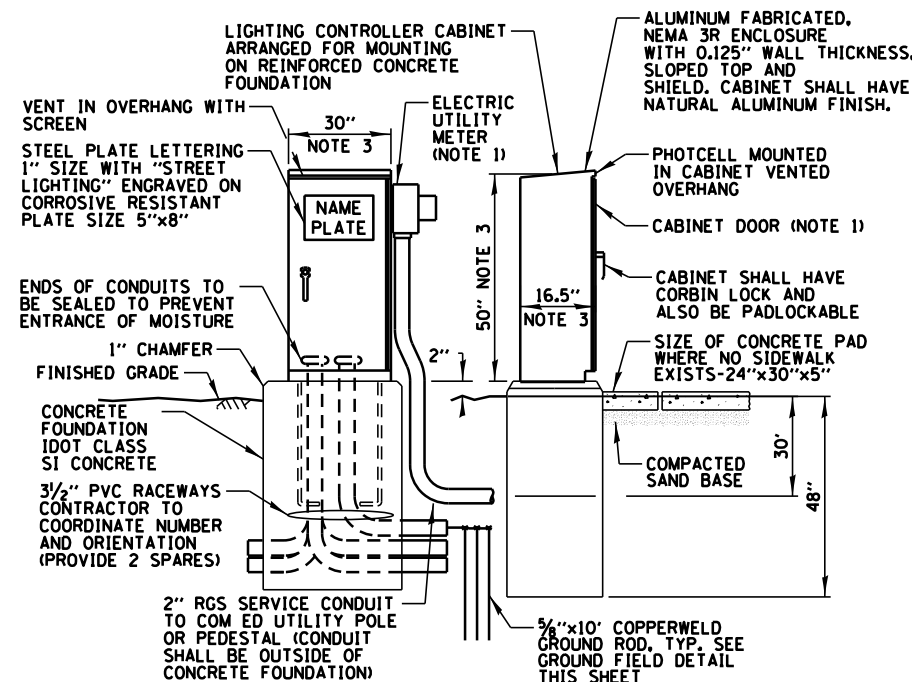 LIGHTING CONTROLLER CABINET
ARRANGED FOR MOUNTING
ON REINFORCED CONCRETE
FOUNDATION
ALUMINUM FABRICATED,
NEMA 3R ENCLOSURE
WITH 0.125" WALL THICKNESS.
SLOPED TOP AND
SHIELD. CABINET SHALL HAVE
NATURAL ALUMINUM FINISH.
VENT IN OVERHANG WITH
SCREEN
30"
NOTE 3
ELECTRIC
UTILITY
METER
(NOTE 1)
STEEL PLATE LETTERING
1" SIZE WITH "STREET
LIGHTING" ENGRAVED ON
CORROSIVE RESISTANT
PLATE SIZE 5"x8"
NAME
PLATE
PHOTCELL MOUNTED
IN CABINET VENTED
OVERHANG
CABINET DOOR (NOTE 1)
50" NOTE 3
16.5"
NOTE 3
CABINET SHALL HAVE
CORBIN LOCK AND
ALSO BE PADLOCKABLE
ENDS OF CONDUITS TO
BE SEALED TO PREVENT
ENTRANCE OF MOISTURE
1" CHAMFER
FINISHED GRADE
2"
SIZE OF CONCRETE PAD
WHERE NO SIDEWALK
EXISTS-24"x30"x5"
CONCRETE
FOUNDATION
IDOT CLASS
SI CONCRETE
COMPACTED
SAND BASE
30'
48"
3 1/2" PVC RACEWAYS
CONTRACTOR TO
COORDINATE NUMBER
AND ORIENTATION
(PROVIDE 2 SPARES)
2" RGS SERVICE CONDUIT
TO COM ED UTILITY POLE
OR PEDESTAL (CONDUIT
SHALL BE OUTSIDE OF
CONCRETE FOUNDATION)
5/8"x10' COPPERWELD
GROUND ROD, TYP. SEE
GROUND FIELD DETAIL
THIS SHEET